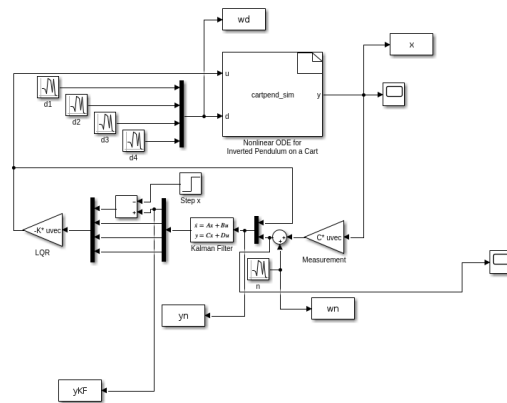 wd
x
u
cartpend_sim
y
d
d1
d2
d3
d4
Nonlinear ODE for
Inverted Pendulum on a Cart
Step x
-K* uvec
LQR
ẋ = Ax + Bu
y = Cx + Du
Kalman Filter
C* uvec
Measurement
n
yn
wn
yKF